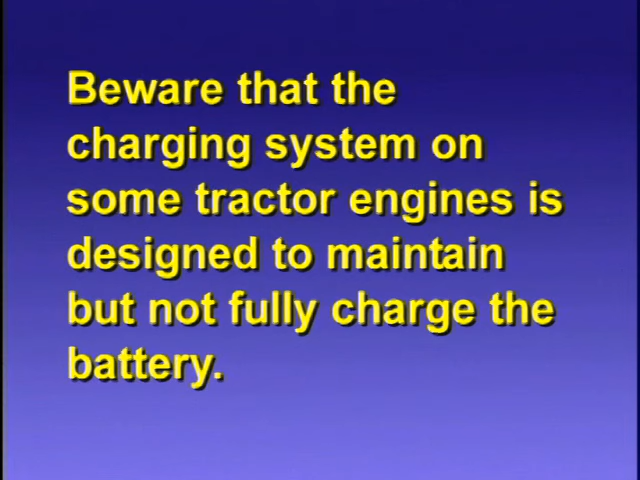 Beware that the
charging system on
some tractor engines is
designed to maintain
but not fully charge the
battery.